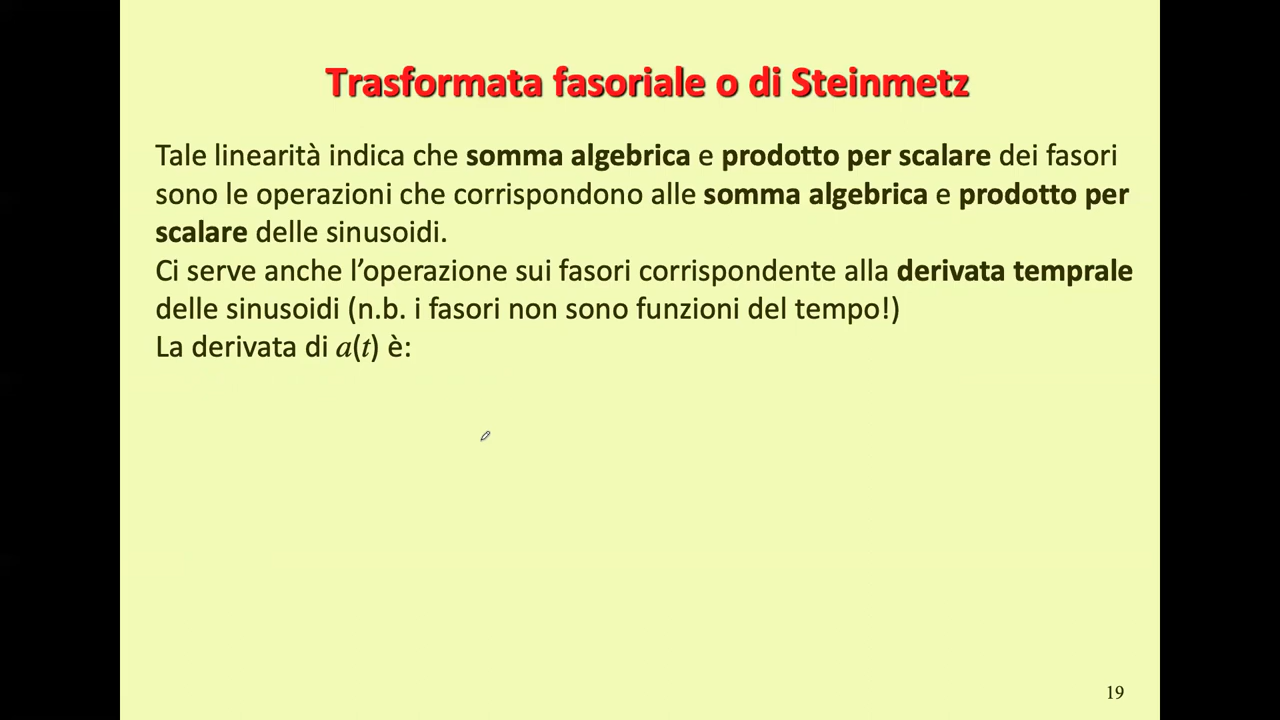 Trasformata fasoriale o di Steinmetz
Tale linearità indica che somma algebrica e prodotto per scalare dei fasori
sono le operazioni che corrispondono alle somma algebrica e prodotto per
scalare delle sinusoidi.
Ci serve anche l’operazione sui fasori corrispondente alla derivata temprale
delle sinusoidi (n.b. i fasori non sono funzioni del tempo!)
La derivata di a(t) è:
19